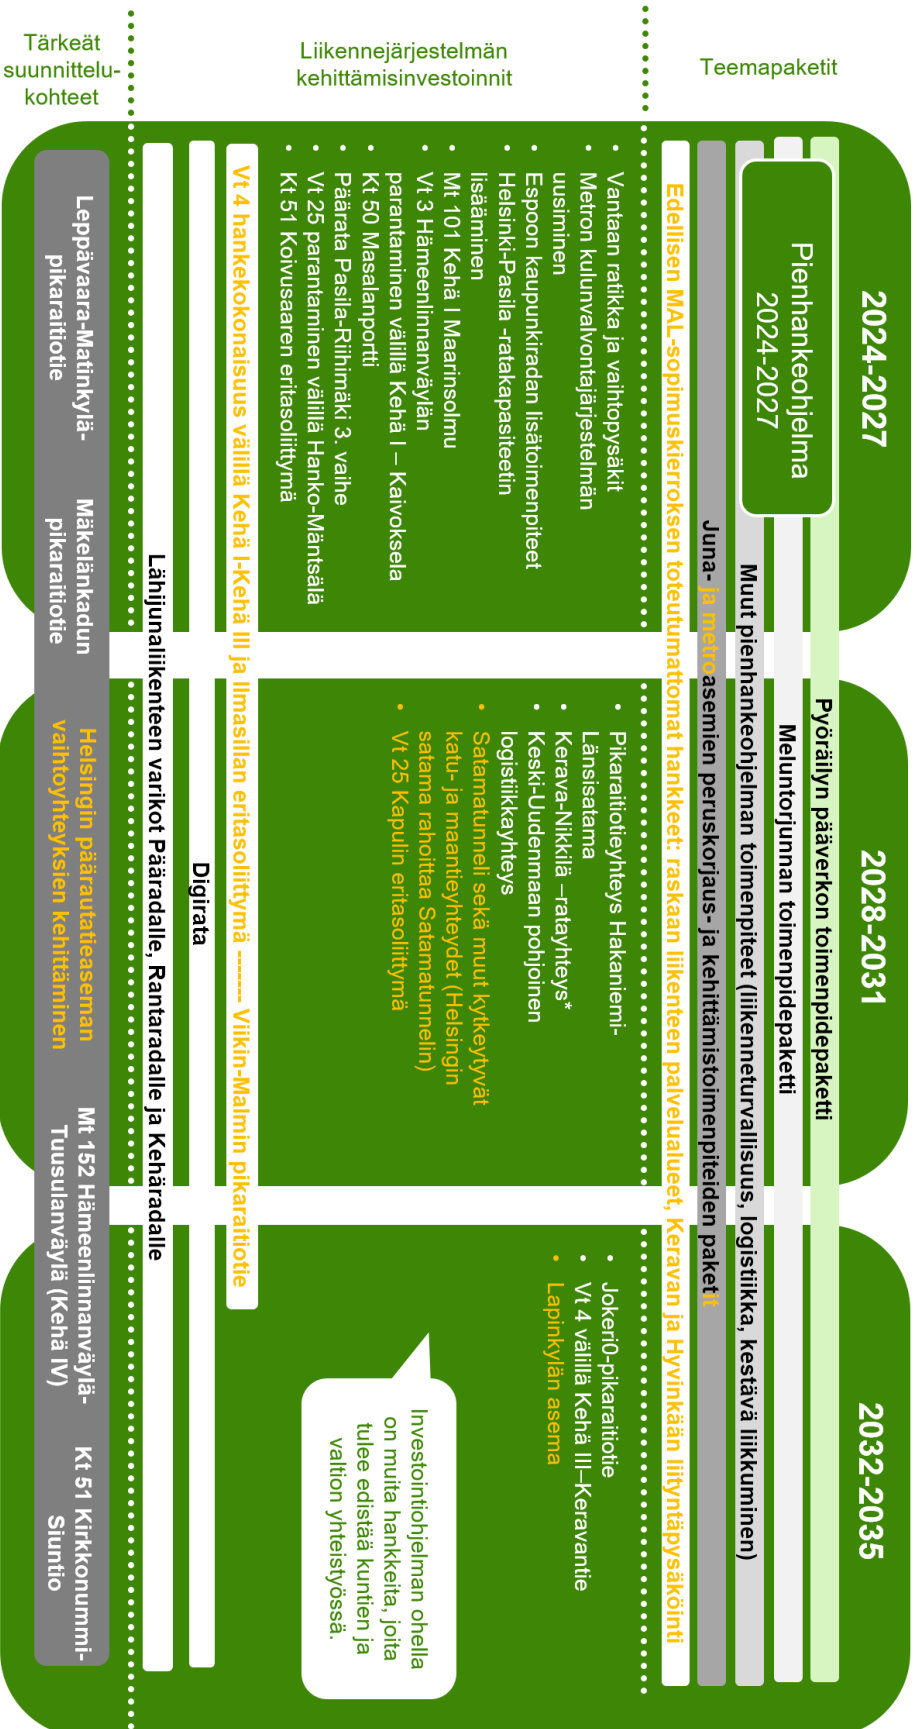 Tärkeät
suunnittelu-
kohteet
Liikennejärjestelmän
kehittämisinvestoinnit
Teemapaketit
2024-2027
2028-2031
2032-2035
Pyöräilyn pääverkon toimenpidepaketti
Meluntorjunnan toimenpidepaketti
Pienhankeohjelma
2024-2027
Muut pienhankeohjelman toimenpiteet (liikenneturvallisuus, logistiikka, kestävä liikkuminen)
Juna- ja metroasemien peruskorjaus- ja kehittämistoimenpiteiden paketit
Edellisen MAL-sopimuskierroksen toteutumattomat hankkeet: raskaan liikenteen palvelualueet, Keravan ja Hyvinkään liityntäpysäköinti
• Vantaan ratikka ja vaihtopysäkit
• Metron kulunvalvontajärjestelmän
uusiminen
• Espoon kaupunkiradan lisätoimenpiteet
• Helsinki-Pasila -ratakapasiteetin
lisääminen
• Mt 101 Kehä I Maarinsolmu
• Vt 3 Hämeenlinnanväylän
parantaminen välillä Kehä I – Kaivoksela
• Kt 50 Masalanportti
• Päärata Pasila-Riihimäki 3. vaihe
• Vt 25 parantaminen välillä Hanko-Mäntsälä
• Kt 51 Koivusaaren eritasoliittymä
• Pikaraitiotieyhteys Hakaniemi-
Länsisatama
• Kerava-Nikkilä –ratayhteys*
• Keski-Uudenmaan pohjoinen
logistiikkayhteys
• Satamatunneli sekä muut kytkeytyvät
katu- ja maantieyhteydet (Helsingin
satama rahoittaa Satamatunnelin)
• Vt 25 Kapulin eritasoliittymä
• Jokeri0-pikaraitiotie
• Vt 4 välillä Kehä III–Keravantie
• Lapinkylän asema
Investointiohjelman ohella
on muita hankkeita, joita
tulee edistää kuntien ja
valtion yhteistyössä.
Vt 4 hankekokonaisuus välillä Kehä I-Kehä III ja Ilmasillan eritasoliittymä ------- Viikin-Malmin pikaraitiotie
Digirata
Lähijunaliikenteen varikot Pääradalle, Rantaradalle ja Kehäradalle
Leppävaara-Matinkylä-
pikaraitiotie
Mäkelänkadun
pikaraitiotie
Helsingin päärautatieaseman
vaihtoyhteyksien kehittäminen
Mt 152 Hämeenlinnanväylä-
Tuusulanväylä (Kehä IV)
Kt 51 Kirkkonummi-
Siuntio